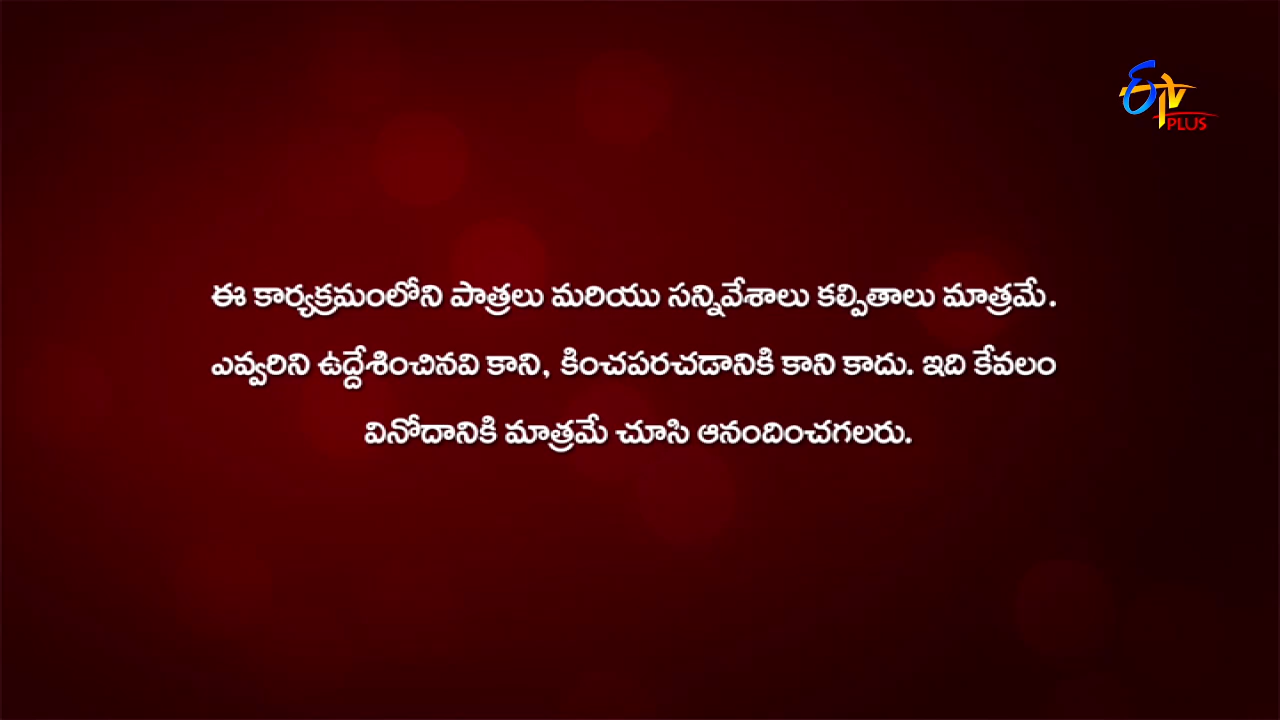 ETV
PLUS
ఈ కార్యక్రమంలోని పాత్రలు మరియు సన్నివేశాలు కల్పితాలు మాత్రమే.
ఎవ్వరిని ఉద్దేశించినవి కాని, కించపరచడానికి కాని కాదు. ఇది కేవలం
వినోదానికి మాత్రమే చూసి ఆనందించగలరు.